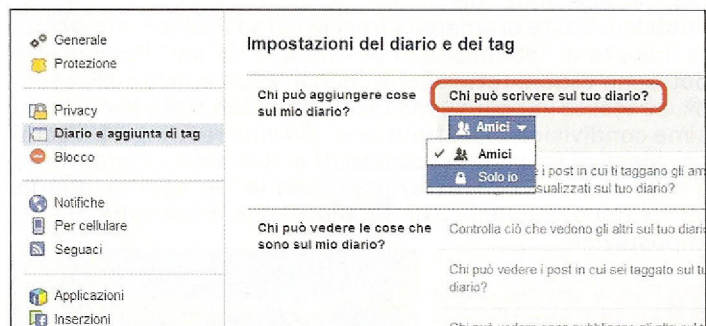 Generale
Protezione
Privacy
Diario e aggiunta di tag
Blocco
Notifiche
Per cellulare
Seguaci
Applicazioni
Inserzioni
Impostazioni del diario e dei tag
Chi può aggiungere cose
sul mio diario?
Chi può scrivere sul tuo diario?
Amici
Amici
Solo io
i post in cui ti taggano gli am
sualizzati sul tuo diario?
Chi può vedere le cose che
sono sul mio diario?
Controlla ciò che vedono gli altri sul tuo diari
Chi può vedere i post in cui sei taggato sul tu
diario?